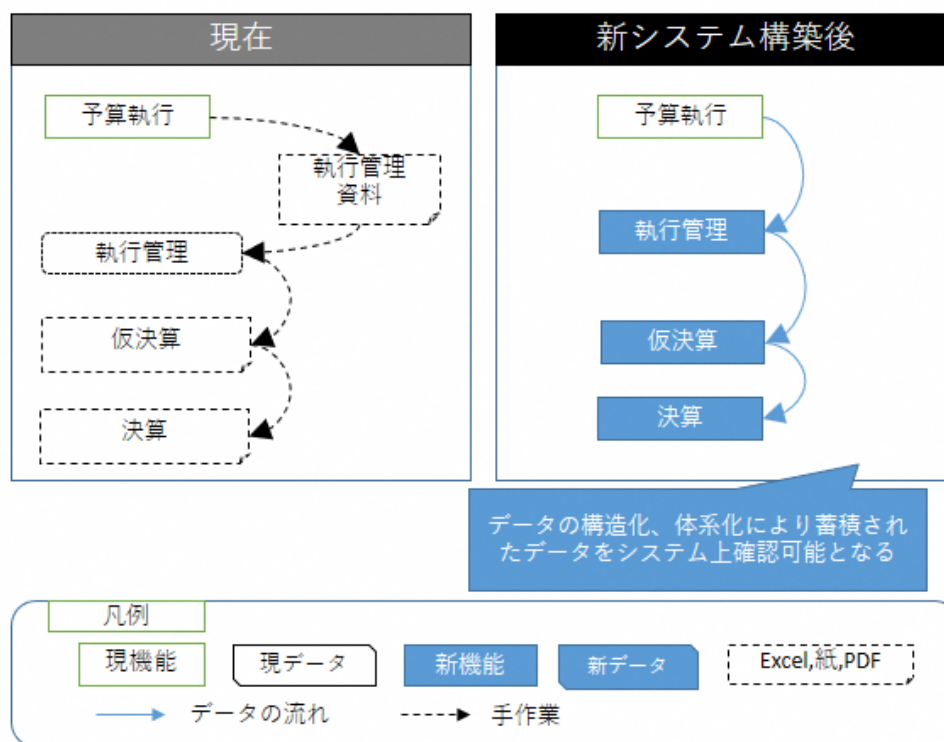 現在
予算執行
執行管理
資料
執行管理
仮決算
決算
新システム構築後
予算執行
執行管理
仮決算
決算
データの構造化、体系化により蓄積され
たデータをシステム上確認可能となる
凡例
現機能
現データ
新機能
新データ
Excel,紙,PDF
データの流れ
手作業